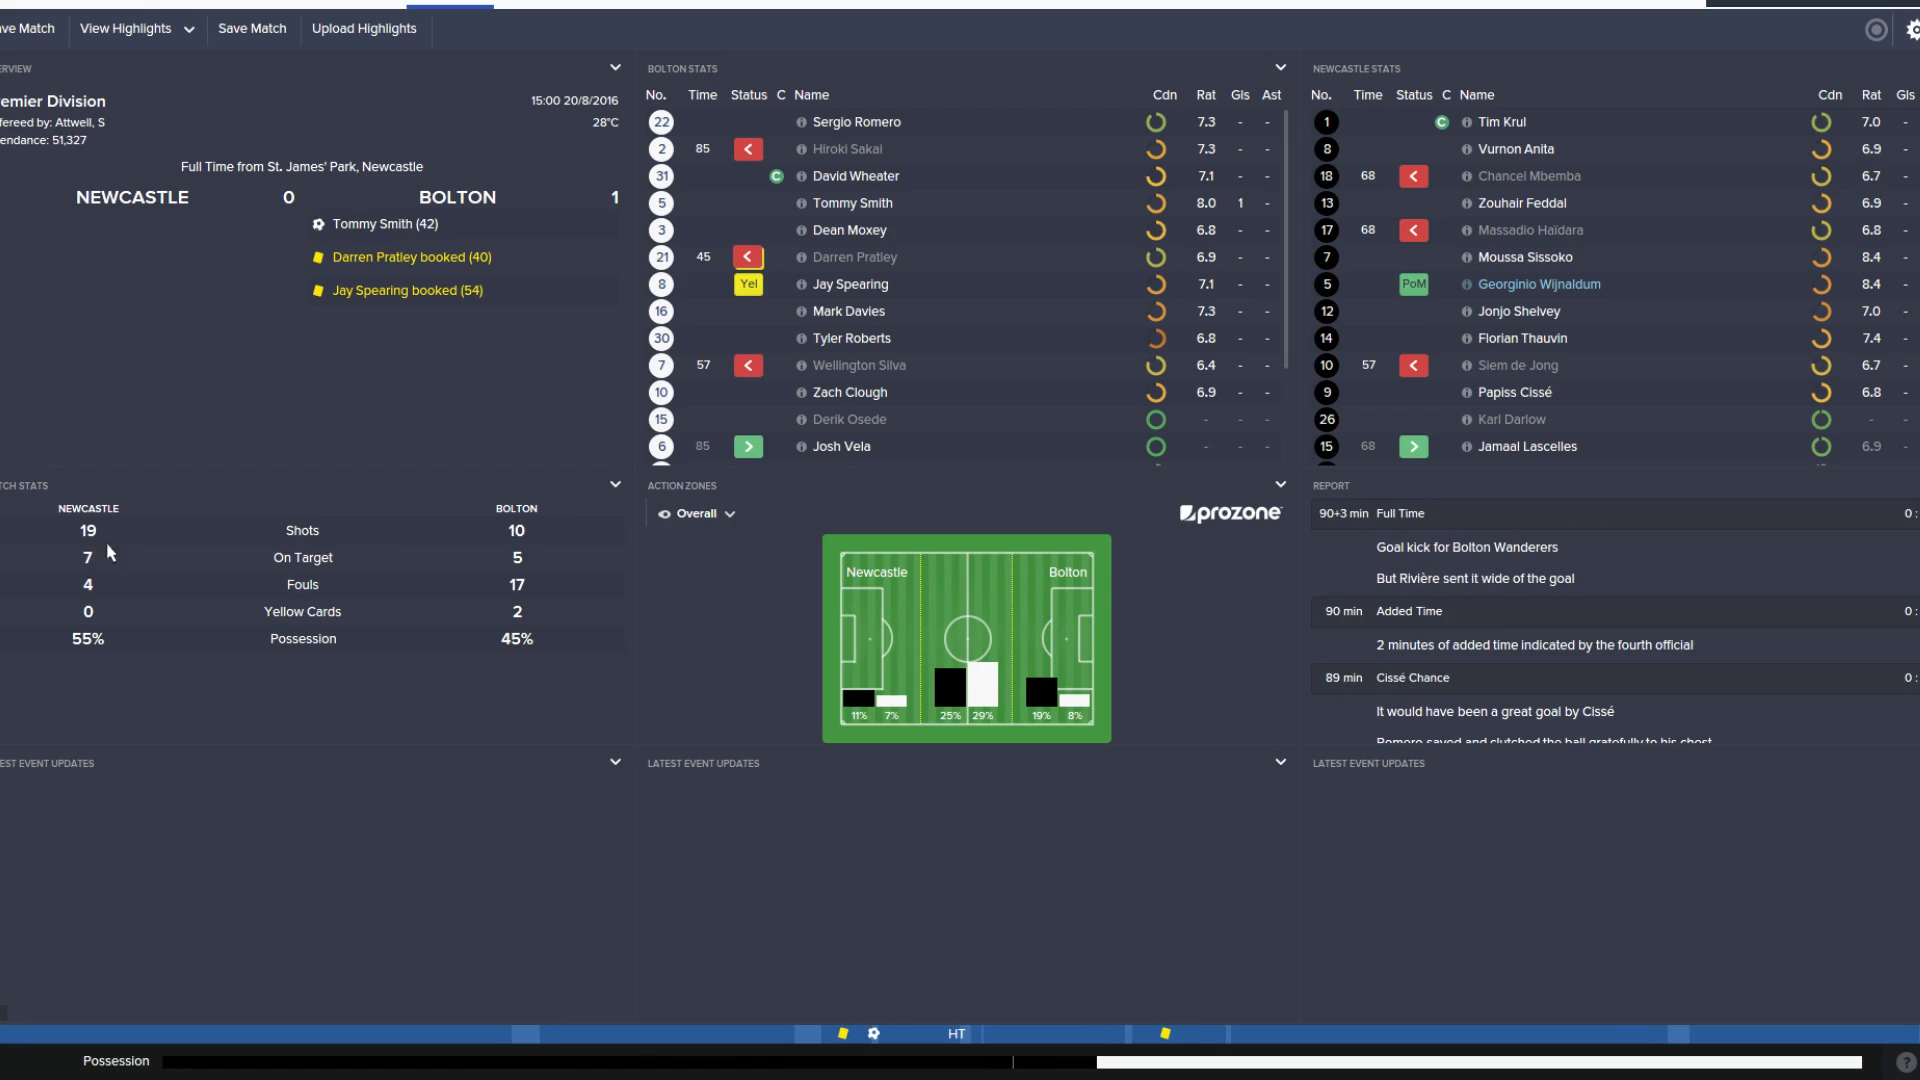 ve Match View Highlights Save Match Upload Highlights
ERVIEW
emier Division 15:00 20/8/2016
fereed by: Attwell, S 28°C
endance: 51,327
Full Time from St. James' Park, Newcastle
NEWCASTLE 0 BOLTON 1
Tommy Smith (42)
Darren Pratley booked (40)
Jay Spearing booked (54)
BOLTON STATS
No. Time Status C Name Cdn Rat Gls Ast
22 Sergio Romero 7.3 - -
2 85 Hiroki Sakai 7.3 - -
31 C David Wheater 7.1 - -
5 Tommy Smith 8.0 1 -
3 Dean Moxey 6.8 - -
21 45 Darren Pratley 6.9 - -
8 Yel Jay Spearing 7.1 - -
16 Mark Davies 7.3 - -
30 Tyler Roberts 6.8 - -
7 57 Wellington Silva 6.4 - -
10 Zach Clough 6.9 - -
15 Derik Osede - - -
6 85 Josh Vela - - -
NEWCASTLE STATS
No. Time Status C Name Cdn Rat Gls
1 C Tim Krul 7.0 -
8 Vurnon Anita 6.9 -
18 68 Chancel Mbemba 6.7 -
13 Zouhair Feddal 6.9 -
17 68 Massadio Haïdara 6.8 -
7 Moussa Sissoko 8.4 -
5 PoM Georginio Wijnaldum 8.4 -
12 Jonjo Shelvey 7.0 -
14 Florian Thauvin 7.4 -
10 57 Siem de Jong 6.7 -
9 Papiss Cissé 6.8 -
26 Karl Darlow - -
15 68 Jamaal Lascelles 6.9 -
TCH STATS
NEWCASTLE BOLTON
19 Shots 10
7 On Target 5
4 Fouls 17
0 Yellow Cards 2
55% Possession 45%
ACTION ZONES
Overall
prozone
Newcastle Bolton
11% 7% 25% 29% 19% 8%
REPORT
90+3 min Full Time 0 :
Goal kick for Bolton Wanderers
But Rivière sent it wide of the goal
90 min Added Time 0 :
2 minutes of added time indicated by the fourth official
89 min Cissé Chance 0 :
It would have been a great goal by Cissé
Romero saved and clutched the ball gratefully to his chest
EST EVENT UPDATES
LATEST EVENT UPDATES
LATEST EVENT UPDATES
HT
Possession
?